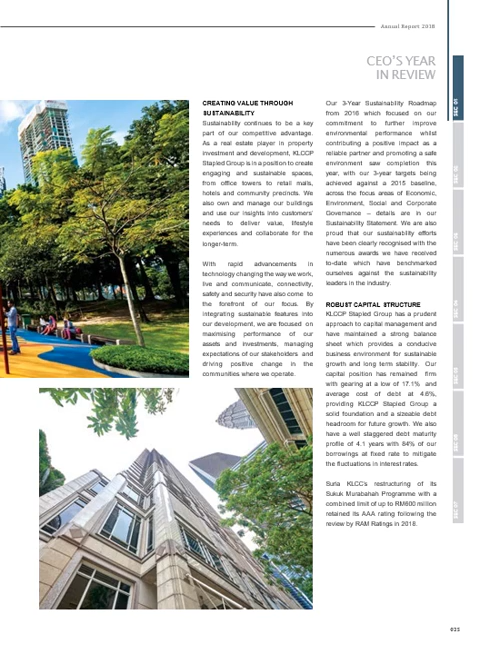 Annual Report 2018
CEO'S YEAR
IN REVIEW
CREATING VALUE THROUGH
SUSTAINABILITY
Sustainability continues to be a key
part of our competitive advantage.
As a real estate player in property
investment and development, KLCCP
Stapled Group is in a position to create
engaging and sustainable spaces,
from office towers to retail malls,
hotels and community precincts. We
also own and manage our buildings
and use our insights into customers'
needs to deliver value, lifestyle
experiences and collaborate for the
longer-term.
With rapid advancements in
technology changing the way we work,
live and communicate, connectivity,
safety and security have also come to
the forefront of our focus. By
integrating sustainable features into
our development, we are focused on
maximising performance of our
assets and investments, managing
expectations of our stakeholders and
driving positive change in the
communities where we operate.
Our 3-Year Sustainability Roadmap
from 2016 which focused on our
commitment to further improve
environmental performance whilst
contributing a positive impact as a
reliable partner and promoting a safe
environment saw completion this
year, with our 3-year targets being
achieved against a 2015 baseline,
across the focus areas of Economic,
Environment, Social and Corporate
Governance – details are in our
Sustainability Statement. We are also
proud that our sustainability efforts
have been clearly recognised with the
numerous awards we have received
to-date which have benchmarked
ourselves against the sustainability
leaders in the industry.
ROBUST CAPITAL STRUCTURE
KLCCP Stapled Group has a prudent
approach to capital management and
have maintained a strong balance
sheet which provides a conducive
business environment for sustainable
growth and long term stability. Our
capital position has remained firm
with gearing at a low of 17.1% and
average cost of debt at 4.6%,
providing KLCCP Stapled Group a
solid foundation and a sizeable debt
headroom for future growth. We also
have a well staggered debt maturity
profile of 4.1 years with 84% of our
borrowings at fixed rate to mitigate
the fluctuations in interest rates.
Suria KLCC's restructuring of its
Sukuk Murabahah Programme with a
combined limit of up to RM600 million
retained its AAA rating following the
review by RAM Ratings in 2018.
SEC 01
SEC 02
SEC 03
SEC 04
SEC 05
SEC 06
SEC 07
025